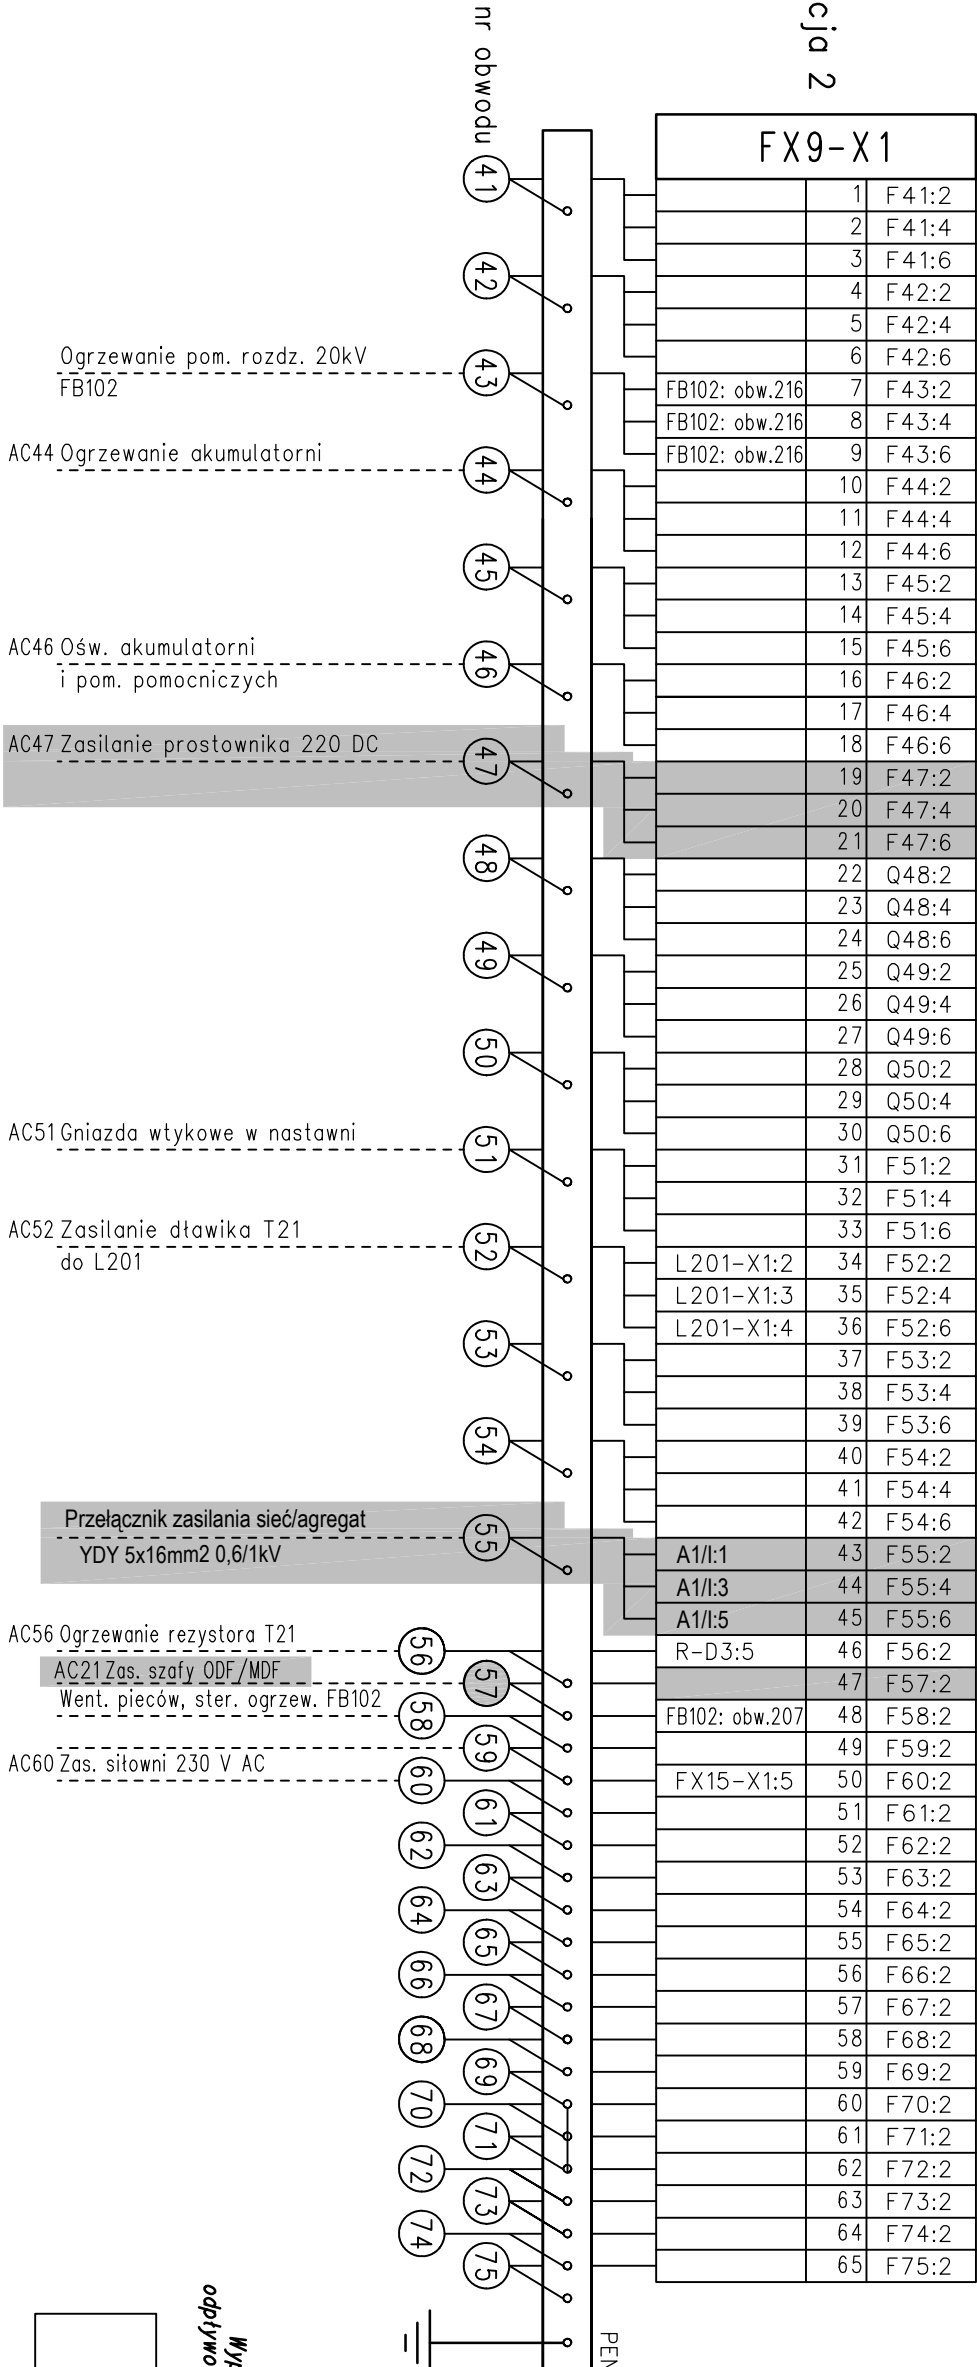 cja 2
nr obwodu
FX9-X1
41
1 F41:2
2 F41:4
3 F41:6
42
4 F42:2
5 F42:4
6 F42:6
Ogrzewanie pom. rozdz. 20kV
FB102
43
FB102: obw.216 7 F43:2
FB102: obw.216 8 F43:4
FB102: obw.216 9 F43:6
AC44 Ogrzewanie akumulatorni
44
10 F44:2
11 F44:4
12 F44:6
45
13 F45:2
14 F45:4
15 F45:6
AC46 Ośw. akumulatorni
i pom. pomocniczych
46
16 F46:2
17 F46:4
18 F46:6
AC47 Zasilanie prostownika 220 DC
47
19 F47:2
20 F47:4
21 F47:6
48
22 Q48:2
23 Q48:4
24 Q48:6
49
25 Q49:2
26 Q49:4
27 Q49:6
50
28 Q50:2
29 Q50:4
30 Q50:6
AC51 Gniazda wtykowe w nastawni
51
31 F51:2
32 F51:4
33 F51:6
AC52 Zasilanie dławika T21
do L201
52
L201-X1:2 34 F52:2
L201-X1:3 35 F52:4
L201-X1:4 36 F52:6
53
37 F53:2
38 F53:4
39 F53:6
54
40 F54:2
41 F54:4
42 F54:6
Przełącznik zasilania sieć/agregat
YDY 5x16mm2 0,6/1kV
55
A1/I:1 43 F55:2
A1/I:3 44 F55:4
A1/I:5 45 F55:6
AC56 Ogrzewanie rezystora T21
56
R-D3:5 46 F56:2
AC21 Zas. szafy ODF/MDF
57
47 F57:2
Went. pieców, ster. ogrzew. FB102
58
FB102: obw.207 48 F58:2
59
49 F59:2
AC60 Zas. siłowni 230 V AC
60
FX15-X1:5 50 F60:2
61
51 F61:2
62
52 F62:2
63
53 F63:2
64
54 F64:2
65
55 F65:2
66
56 F66:2
67
57 F67:2
68
58 F68:2
69
59 F69:2
70
60 F70:2
71
61 F71:2
72
62 F72:2
73
63 F73:2
74
64 F74:2
75
65 F75:2
PEN
Wyp
odpływo